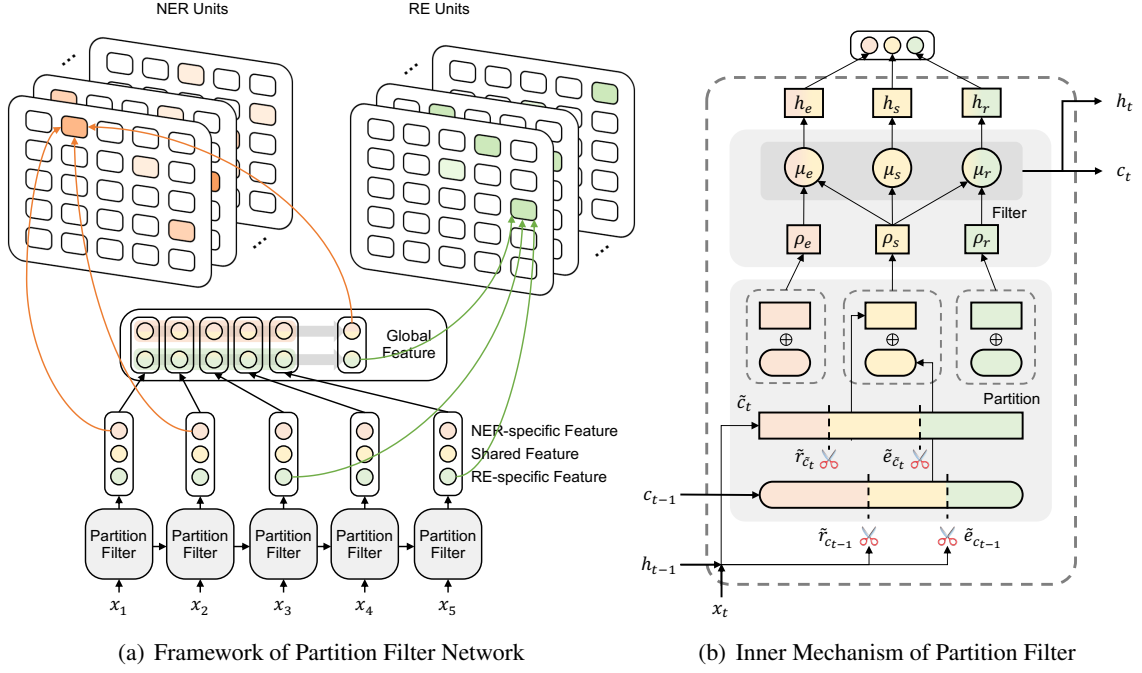 NER Units
RE Units
Global
Feature
NER-specific Feature
Shared Feature
RE-specific Feature
Partition
Filter
Partition
Filter
Partition
Filter
Partition
Filter
Partition
Filter
x₁
x₂
x₃
x₄
x₅
(a) Framework of Partition Filter Network
hₑ
hₛ
hᵣ
hₜ
μₑ
μₛ
μᵣ
cₜ
Filter
ρₑ
ρₛ
ρᵣ
⊕
⊕
⊕
Partition
c̃ₜ
r̃_{c̃ₜ}
ẽ_{c̃ₜ}
cₜ₋₁
r̃_{cₜ₋₁}
ẽ_{cₜ₋₁}
hₜ₋₁
xₜ
(b) Inner Mechanism of Partition Filter